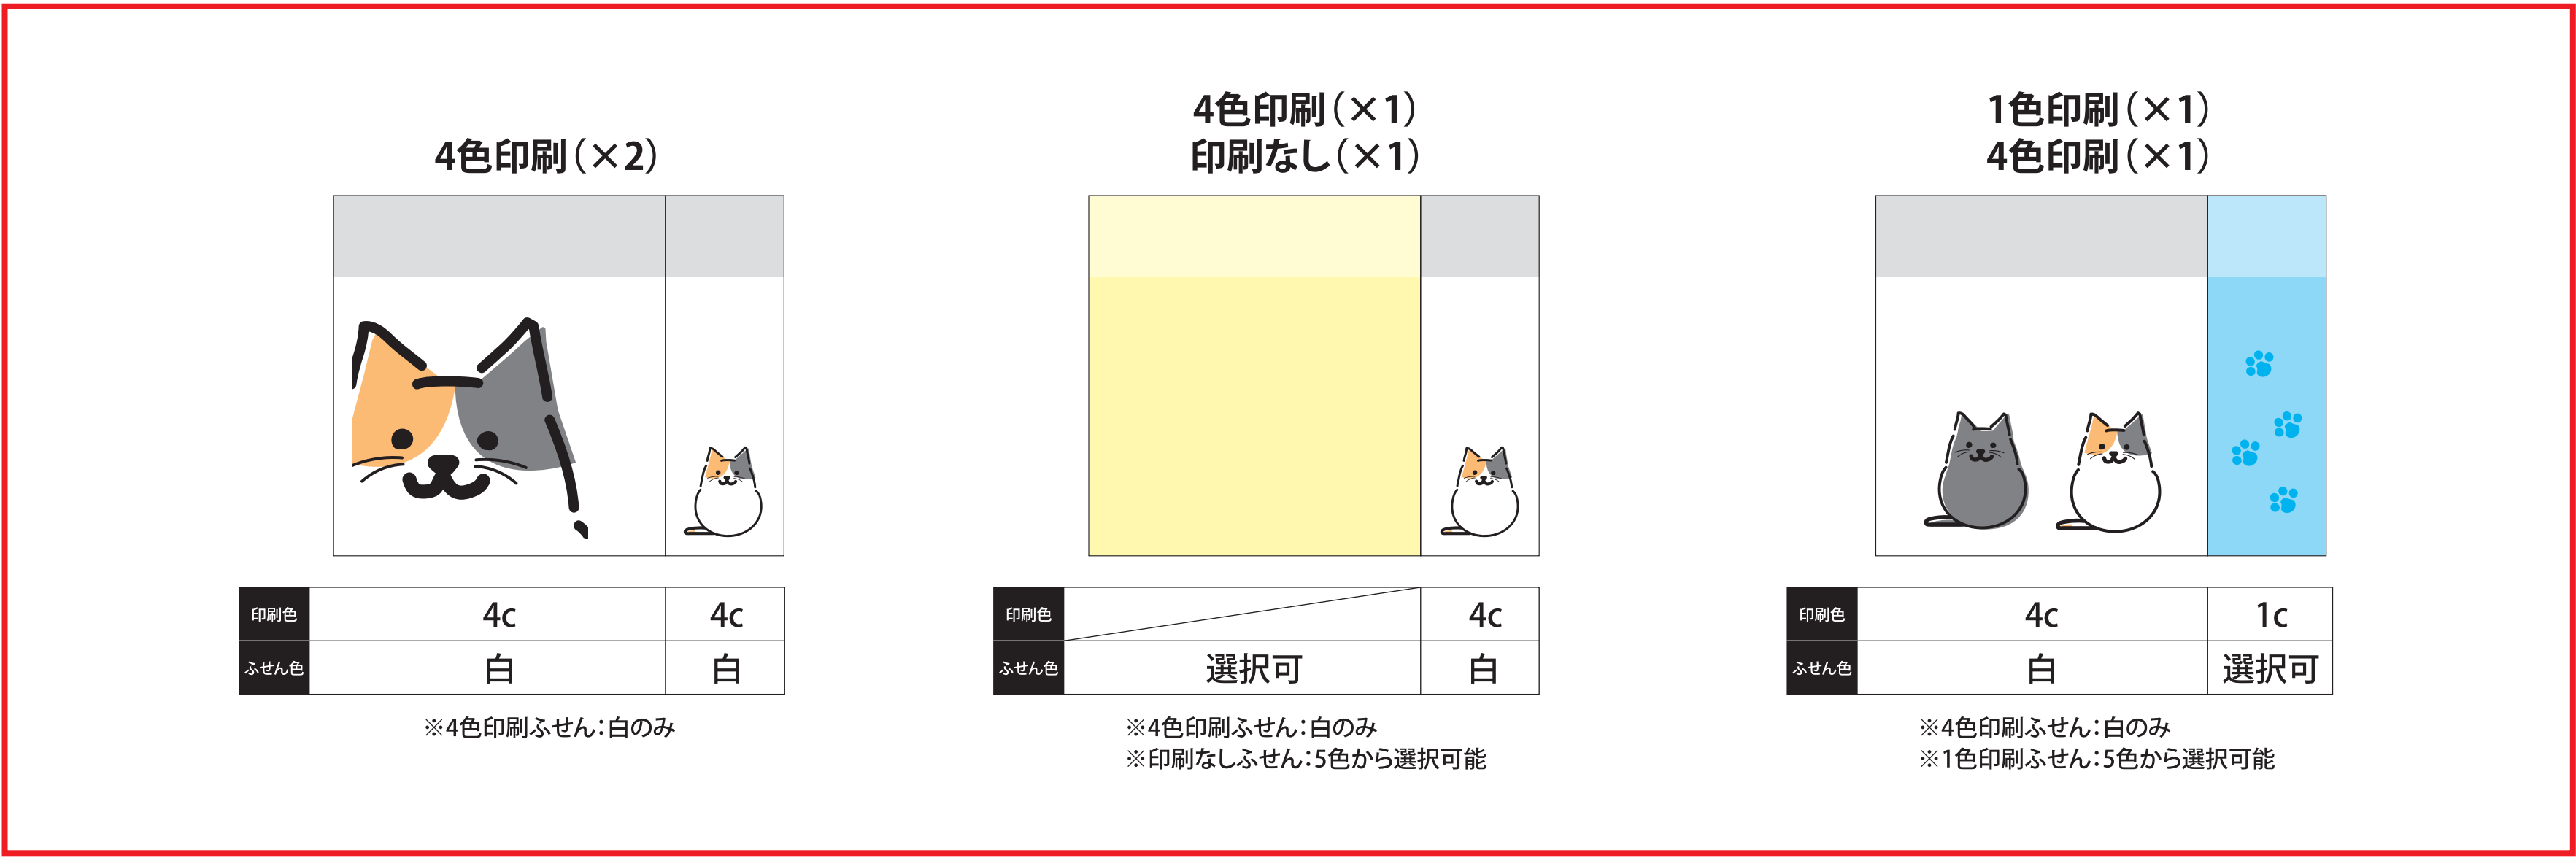 4色印刷（×2）
印刷色 4c 4c
ふせん色 白 白
※4色印刷ふせん：白のみ
4色印刷（×1）
印刷なし（×1）
印刷色 4c
ふせん色 選択可 白
※4色印刷ふせん：白のみ
※印刷なしふせん：5色から選択可能
1色印刷（×1）
4色印刷（×1）
印刷色 4c 1c
ふせん色 白 選択可
※4色印刷ふせん：白のみ
※1色印刷ふせん：5色から選択可能